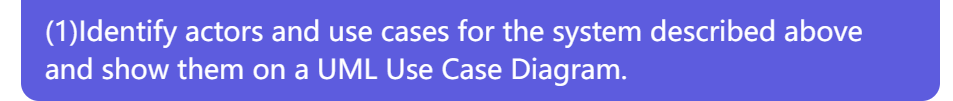 (1)Identify actors and use cases for the system described above
and show them on a UML Use Case Diagram.